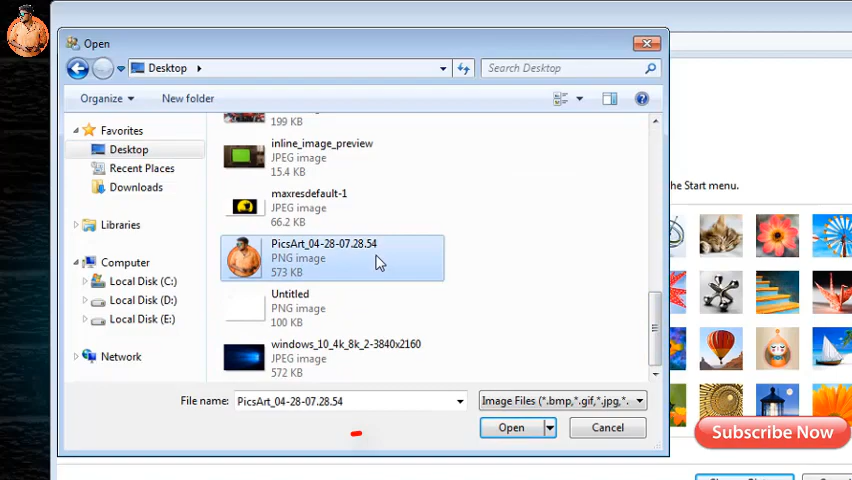 Open
Desktop
Search Desktop
Organize
New folder
Favorites
Desktop
Recent Places
Downloads
Libraries
Computer
Local Disk (C:)
Local Disk (D:)
Local Disk (E:)
Network
199 KB
inline_image_preview
JPEG image
15.4 KB
maxresdefault-1
JPEG image
66.2 KB
PicsArt_04-28-07.28.54
PNG image
573 KB
Untitled
PNG image
100 KB
windows_10_4k_8k_2-3840x2160
JPEG image
572 KB
File name:
PicsArt_04-28-07.28.54
Image Files (*.bmp,*.gif,*.jpg,*.
Open
Cancel
he Start menu.
Subscribe Now